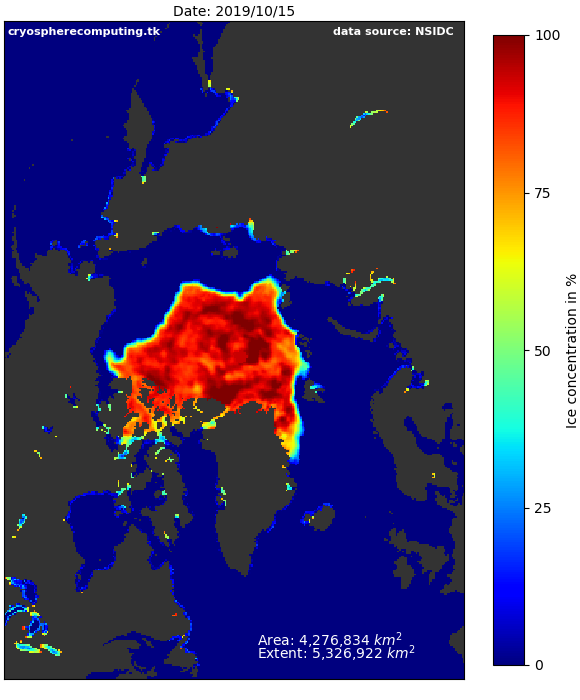 Date: 2019/10/15
cryospherecomputing.tk
data source: NSIDC
100
75
50
25
0
Ice concentration in %
Area: 4,276,834 km²
Extent: 5,326,922 km²